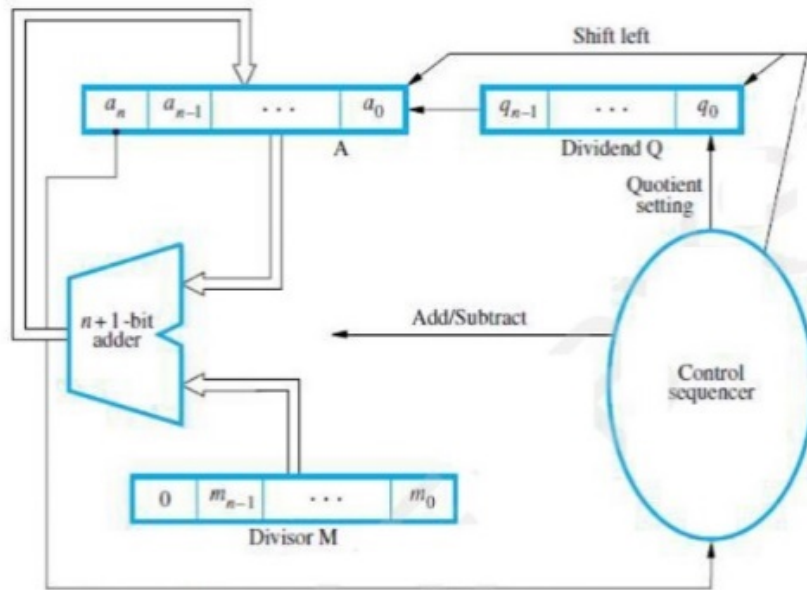 Shift left
aₙ aₙ₋₁ · · · a₀
qₙ₋₁ · · · q₀
A
Dividend Q
Quotient
setting
n+1-bit
adder
Add/Subtract
Control
sequencer
0 mₙ₋₁ · · · m₀
Divisor M